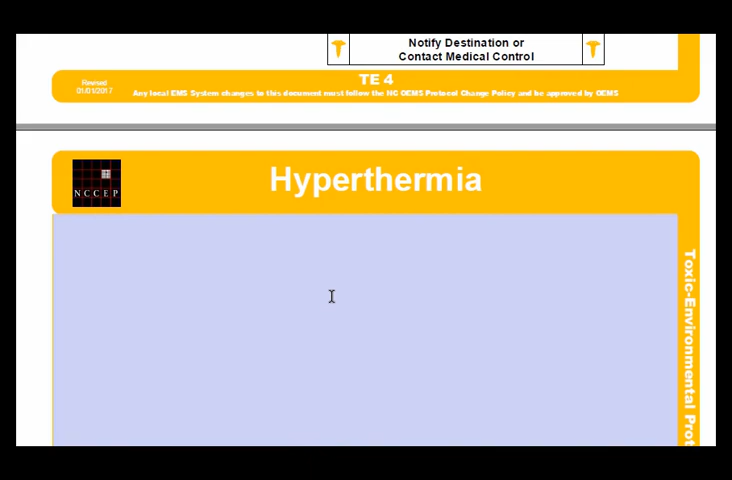 Notify Destination or
Contact Medical Control
TE 4
Revised
01/01/2017
Any local EMS System changes to this document must follow the NC OEMS Protocol Change Policy and be approved by OEMS
NCCEP
Hyperthermia
Toxic-Environmental Prot